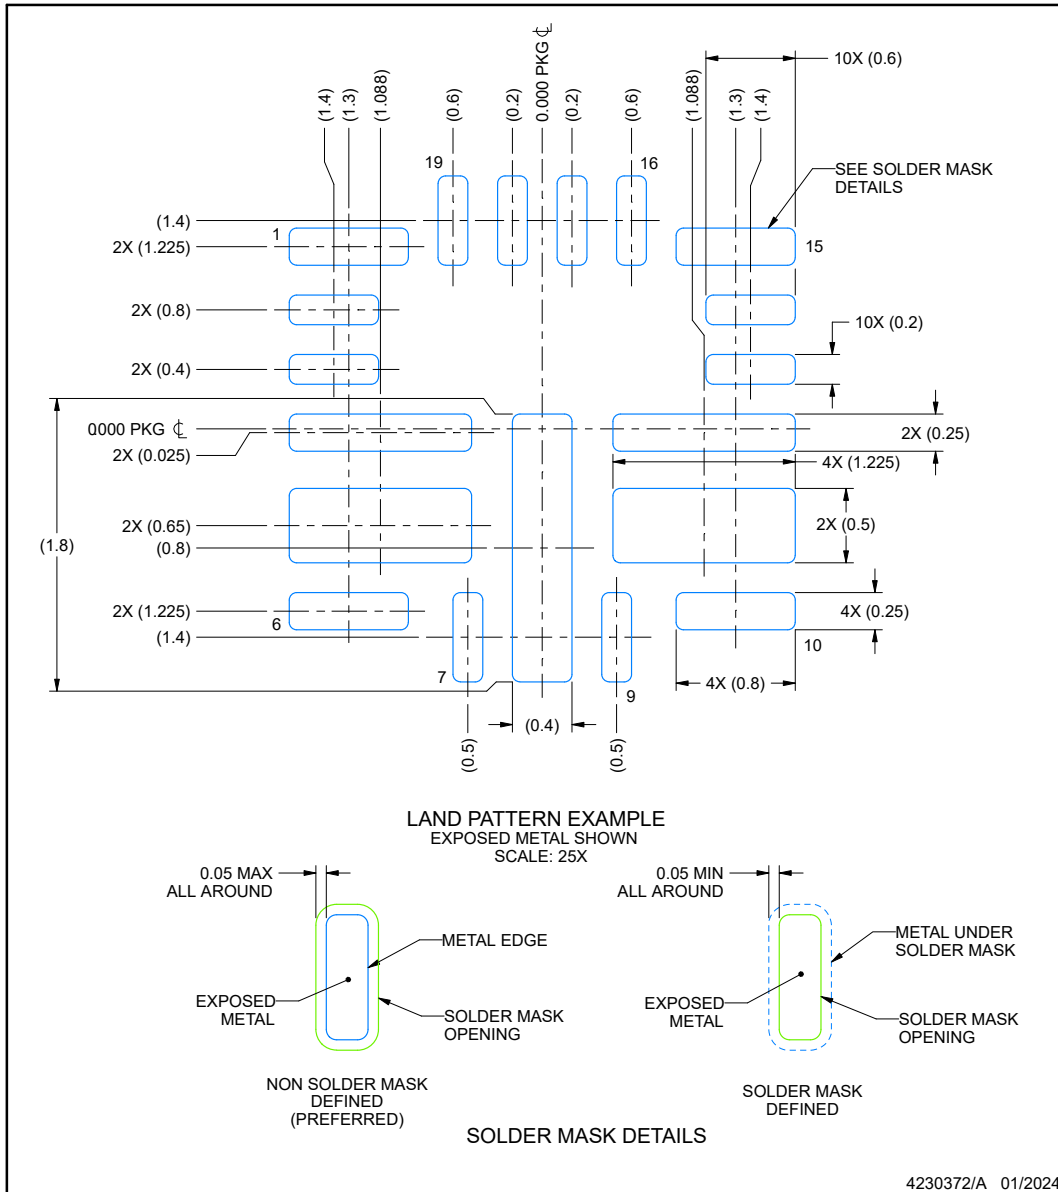 0.000 PKG ℄
10X (0.6)
(1.4)
(1.3)
(1.088)
(0.6)
(0.2)
(0.2)
(0.6)
(1.088)
(1.3)
(1.4)
19
16
SEE SOLDER MASK
DETAILS
(1.4)
1
2X (1.225)
15
2X (0.8)
10X (0.2)
2X (0.4)
0.000 PKG ℄
2X (0.25)
2X (0.025)
4X (1.225)
2X (0.65)
2X (0.5)
(1.8)
(0.8)
2X (1.225)
4X (0.25)
6
(1.4)
10
7
9
4X (0.8)
(0.4)
(0.5)
(0.5)
LAND PATTERN EXAMPLE
EXPOSED METAL SHOWN
SCALE: 25X
0.05 MAX
ALL AROUND
METAL EDGE
EXPOSED
METAL
SOLDER MASK
OPENING
NON SOLDER MASK
DEFINED
(PREFERRED)
0.05 MIN
ALL AROUND
METAL UNDER
SOLDER MASK
EXPOSED
METAL
SOLDER MASK
OPENING
SOLDER MASK
DEFINED
SOLDER MASK DETAILS
4230372/A 01/2024